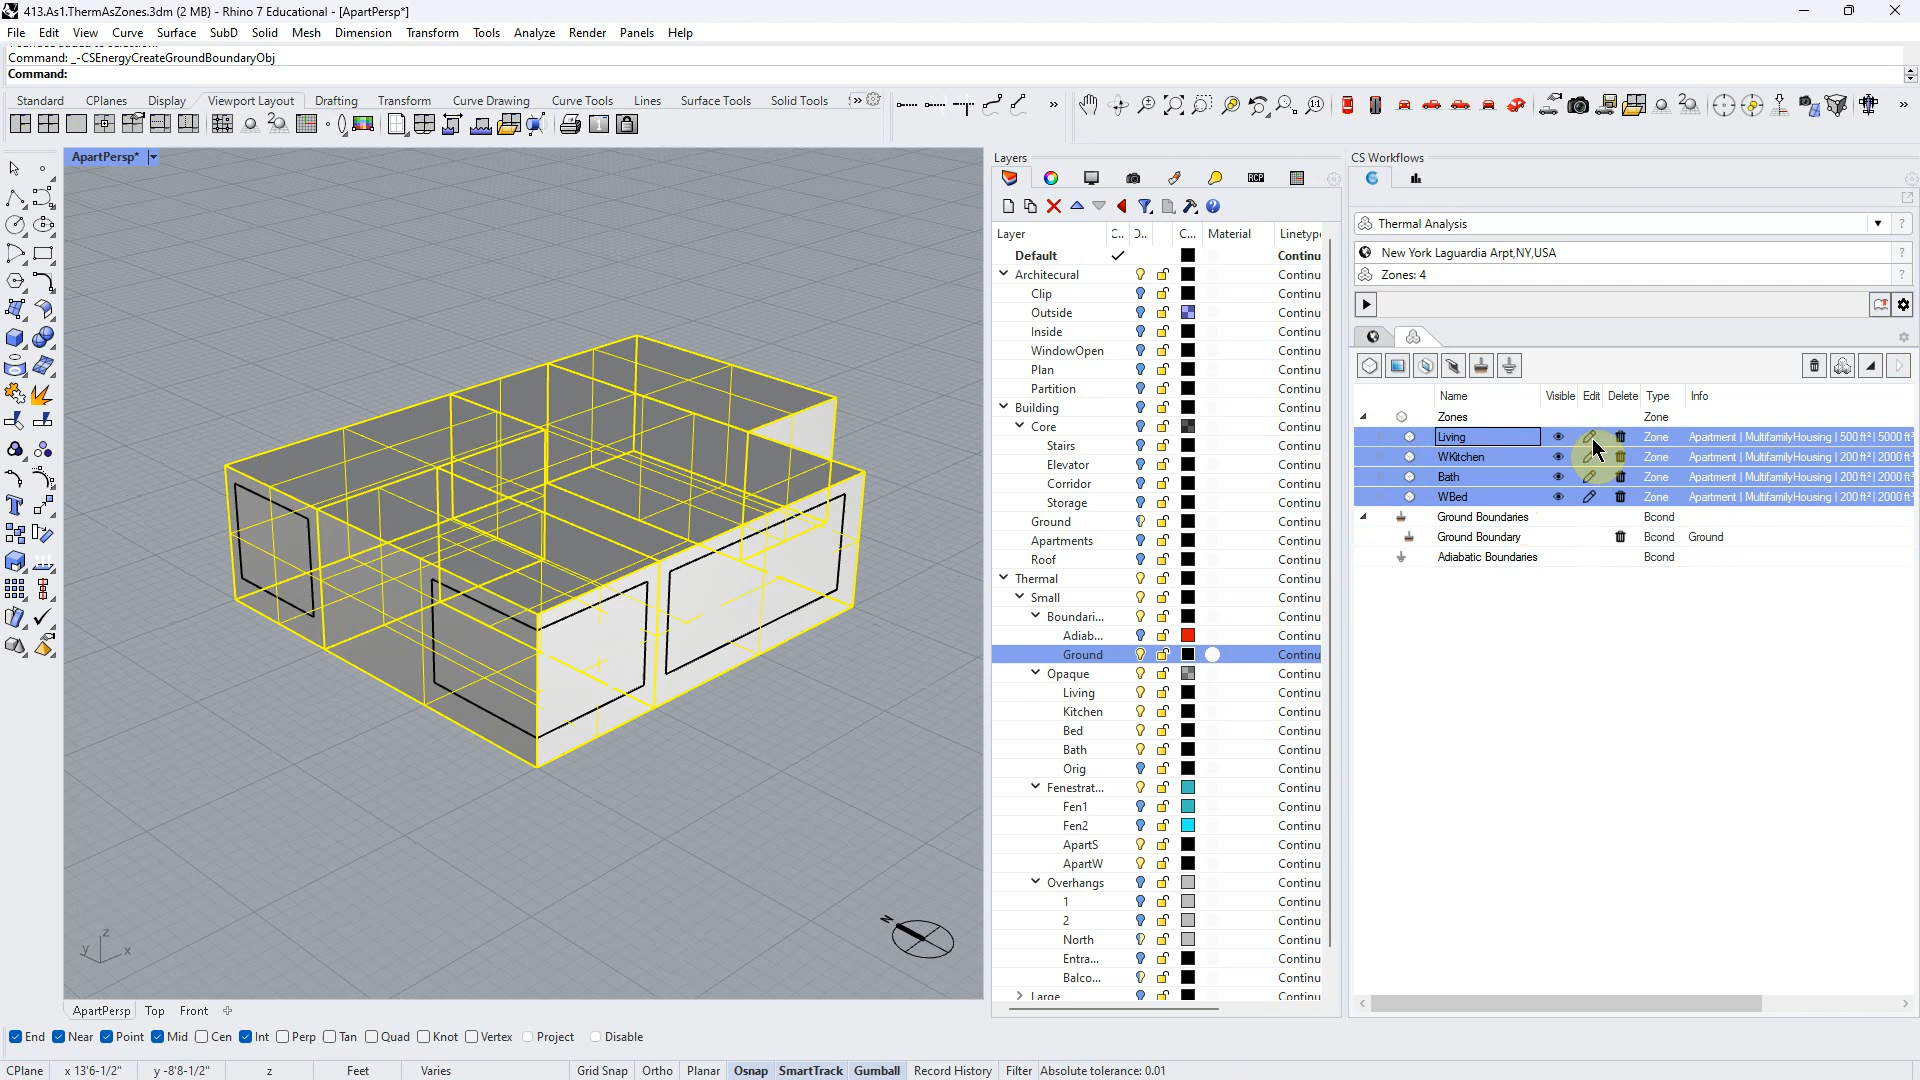 413.As1.ThermAsZones.3dm (2 MB) - Rhino 7 Educational - [ApartPersp*]
File Edit View Curve Surface SubD Solid Mesh Dimension Transform Tools Analyze Render Panels Help
Command: _-CSEnergyCreateGroundBoundaryObj
Command:
Standard CPlanes Display Viewport Layout Drafting Transform Curve Drawing Curve Tools Lines Surface Tools Solid Tools
ApartPersp*
N
z
y x
ApartPersp Top Front
Layers
RCP
Layer C.. Material Linetype
Default Continu
Architecural Continu
Clip Continu
Outside Continu
Inside Continu
WindowOpen Continu
Plan Continu
Partition Continu
Building Continu
Core Continu
Stairs Continu
Elevator Continu
Corridor Continu
Storage Continu
Ground Continu
Apartments Continu
Roof Continu
Thermal Continu
Small Continu
Boundari... Continu
Adiab... Continu
Ground Continu
Opaque Continu
Living Continu
Kitchen Continu
Bed Continu
Bath Continu
Orig Continu
Fenestrat... Continu
Fen1 Continu
Fen2 Continu
ApartS Continu
ApartW Continu
Overhangs Continu
1 Continu
2 Continu
North Continu
Entra... Continu
Balco... Continu
Large Continu
CS Workflows
Thermal Analysis ?
New York Laguardia Arpt,NY,USA ?
Zones: 4 ?
Name Visible Edit Delete Type Info
Zones Zone
Living Zone Apartment | MultifamilyHousing | 500 ft² | 5000 ft³
WKitchen Zone Apartment | MultifamilyHousing | 200 ft² | 2000 ft³
Bath Zone Apartment | MultifamilyHousing | 200 ft² | 2000 ft³
WBed Zone Apartment | MultifamilyHousing | 200 ft² | 2000 ft³
Ground Boundaries Bcond
Ground Boundary Bcond Ground
Adiabatic Boundaries Bcond
End Near Point Mid Cen Int Perp Tan Quad Knot Vertex Project Disable
CPlane x 13'6-1/2" y -8'8-1/2" z Feet Varies Grid Snap Ortho Planar Osnap SmartTrack Gumball Record History Filter Absolute tolerance: 0.01